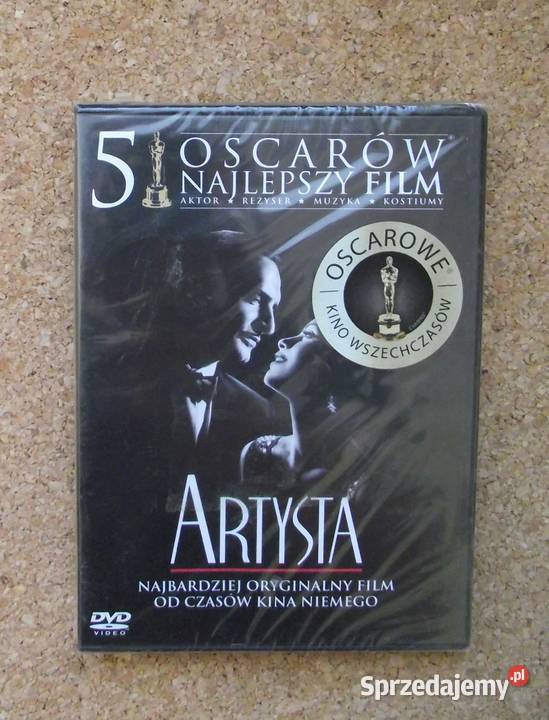 5 OSCARÓW
NAJLEPSZY FILM
AKTOR ★ REŻYSER ★ MUZYKA ★ KOSTIUMY
OSCAROWE®
KINO WSZECHCZASÓW
ARTYSTA
NAJBARDZIEJ ORYGINALNY FILM
OD CZASÓW KINA NIEMEGO
DVD
VIDEO
Sprzedajemy.pl